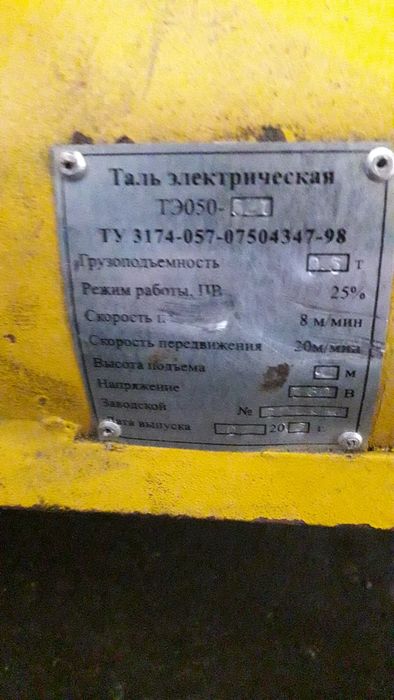 Таль электрическая
ТЭ050-
ТУ 3174-057-07504347-98
Грузоподъемность т
Режим работы, ПВ 25%
Скорость 8 м/мин
Скорость передвижения 20м/мин
Высота подъема м
Напряжение В
Заводской №
Дата выпуска 20 г.